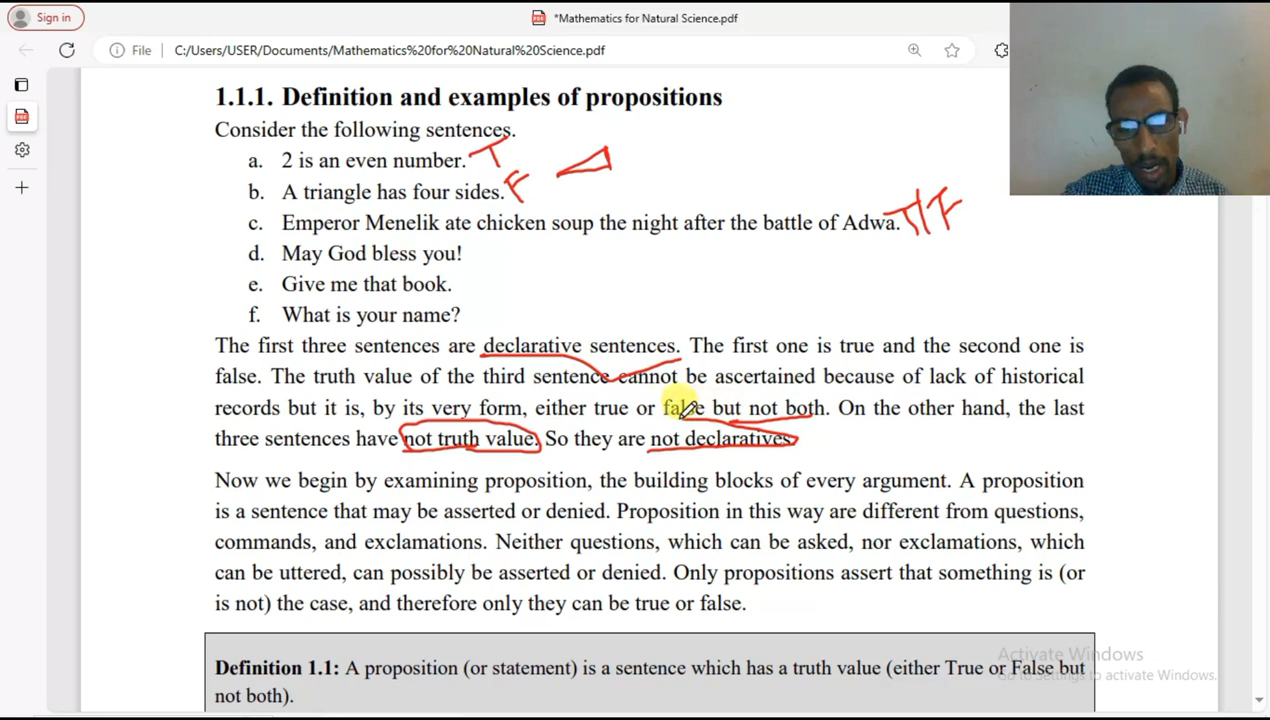 Sign in
*Mathematics for Natural Science.pdf
File
C:/Users/USER/Documents/Mathematics%20for%20Natural%20Science.pdf
1.1.1. Definition and examples of propositions
Consider the following sentences.
a. 2 is an even number. T
b. A triangle has four sides. F
c. Emperor Menelik ate chicken soup the night after the battle of Adwa. T/F
d. May God bless you!
e. Give me that book.
f. What is your name?
The first three sentences are declarative sentences. The first one is true and the second one is
false. The truth value of the third sentence cannot be ascertained because of lack of historical
records but it is, by its very form, either true or false but not both. On the other hand, the last
three sentences have not truth value. So they are not declaratives.
Now we begin by examining proposition, the building blocks of every argument. A proposition
is a sentence that may be asserted or denied. Proposition in this way are different from questions,
commands, and exclamations. Neither questions, which can be asked, nor exclamations, which
can be uttered, can possibly be asserted or denied. Only propositions assert that something is (or
is not) the case, and therefore only they can be true or false.
Definition 1.1: A proposition (or statement) is a sentence which has a truth value (either True or False but
not both).
Activate Windows
Go to Settings to activate Windows.